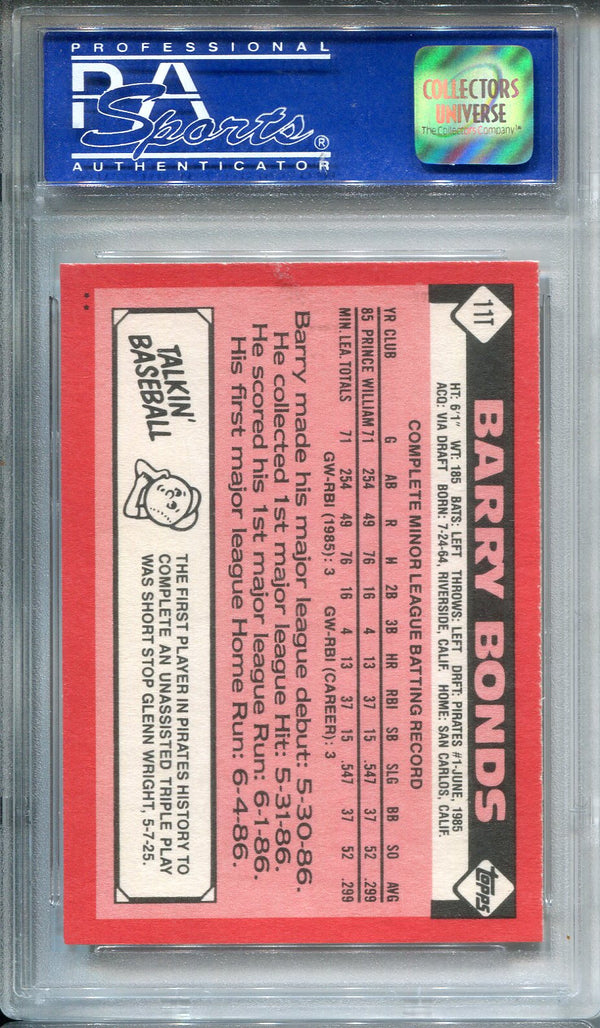 PROFESSIONAL
PSA
Sports®
AUTHENTICATOR
COLLECTORS
UNIVERSE
The Collectors Company
11T
BARRY BONDS
topps
HT: 6'1" WT: 185 BATS: LEFT THROWS: LEFT DRFT: PIRATES #1-JUNE, 1985
ACQ: VIA DRAFT BORN: 7-24-64, RIVERSIDE, CALIF. HOME: SAN CARLOS, CALIF.
COMPLETE MINOR LEAGUE BATTING RECORD
YR CLUB G AB R H 2B 3B HR RBI SB SLG BB SO AVG
85 PRINCE WILLIAM 71 254 49 76 16 4 13 37 15 .547 37 52 .299
MIN. LEA. TOTALS 71 254 49 76 16 4 13 37 15 .547 37 52 .299
GW-RBI (1985): 3 GW-RBI (CAREER): 3
Barry made his major league debut: 5-30-86.
He collected 1st major league Hit: 5-31-86.
He scored his 1st major league Run: 6-1-86.
His first major league Home Run: 6-4-86.
TALKIN'
BASEBALL
THE FIRST PLAYER IN PIRATES HISTORY TO
COMPLETE AN UNASSISTED TRIPLE PLAY
WAS SHORT STOP GLENN WRIGHT, 5-7-25.
**